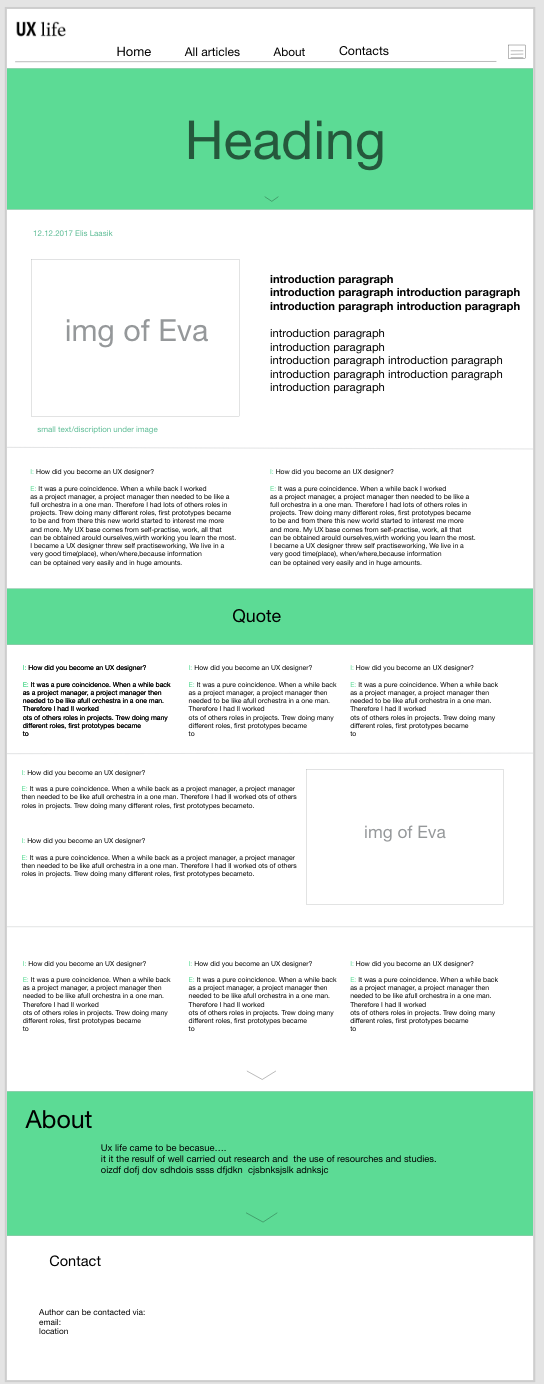 UX life
Home All articles About Contacts
Heading
12.12.2017 Elis Laasik
img of Eva
small text/discription under image
introduction paragraph
introduction paragraph introduction paragraph
introduction paragraph introduction paragraph
introduction paragraph
introduction paragraph
introduction paragraph introduction paragraph
introduction paragraph introduction paragraph
introduction paragraph
I: How did you become an UX designer?
E: It was a pure coincidence. When a while back I worked
as a project manager, a project manager then needed to be like a
full orchestra in a one man. Therefore I had lots of others roles in
projects. Tew doing many different roles, first prototypes became
to be and from there this new world started to interest me more
and more. My UX base comes from self-practise, work, all that
can be obtained arould ourselves,wirth working you learn the most.
I became a UX designer threw self practiseworking, We live in a
very good time(place), when/where,because information
can be optained very easily and in huge amounts.
I: How did you become an UX designer?
E: It was a pure coincidence. When a while back I worked
as a project manager, a project manager then needed to be like a
full orchestra in a one man. Therefore I had lots of others roles in
projects. Tew doing many different roles, first prototypes became
to be and from there this new world started to interest me more
and more. My UX base comes from self-practise, work, all that
can be obtained arould ourselves,wirth working you learn the most.
I became a UX designer threw self practiseworking, We live in a
very good time(place), when/where,because information
can be optained very easily and in huge amounts.
Quote
I: How did you become an UX designer?
E: It was a pure coincidence. When a while back
as a project manager, a project manager then
needed to be like afull orchestra in a one man.
Therefore I had ll worked
ots of others roles in projects. Trew doing many
different roles, first prototypes became
to
I: How did you become an UX designer?
E: It was a pure coincidence. When a while back
as a project manager, a project manager then
needed to be like afull orchestra in a one man.
Therefore I had ll worked
ots of others roles in projects. Trew doing many
different roles, first prototypes became
to
I: How did you become an UX designer?
E: It was a pure coincidence. When a while back
as a project manager, a project manager then
needed to be like afull orchestra in a one man.
Therefore I had ll worked
ots of others roles in projects. Trew doing many
different roles, first prototypes became
to
I: How did you become an UX designer?
E: It was a pure coincidence. When a while back as a project manager, a project manager
then needed to be like afull orchestra in a one man. Therefore I had ll worked ots of others
roles in projects. Trew doing many different roles, first prototypes becameto.
I: How did you become an UX designer?
E: It was a pure coincidence. When a while back as a project manager, a project manager
then needed to be like afull orchestra in a one man. Therefore I had ll worked ots of others
roles in projects. Trew doing many different roles, first prototypes becameto.
img of Eva
I: How did you become an UX designer?
E: It was a pure coincidence. When a while back
as a project manager, a project manager then
needed to be like afull orchestra in a one man.
Therefore I had ll worked
ots of others roles in projects. Trew doing many
different roles, first prototypes became
to
I: How did you become an UX designer?
E: It was a pure coincidence. When a while back
as a project manager, a project manager then
needed to be like afull orchestra in a one man.
Therefore I had ll worked
ots of others roles in projects. Trew doing many
different roles, first prototypes became
to
I: How did you become an UX designer?
E: It was a pure coincidence. When a while back
as a project manager, a project manager then
needed to be like afull orchestra in a one man.
Therefore I had ll worked
ots of others roles in projects. Trew doing many
different roles, first prototypes became
to
About
Ux life came to be becasue....
it it the resulf of well carried out research and the use of resourches and studies.
oizdf dofj dov sdhdois ssss dfjdkn cjsbnksjslk adnksjc
Contact
Author can be contacted via:
email:
location